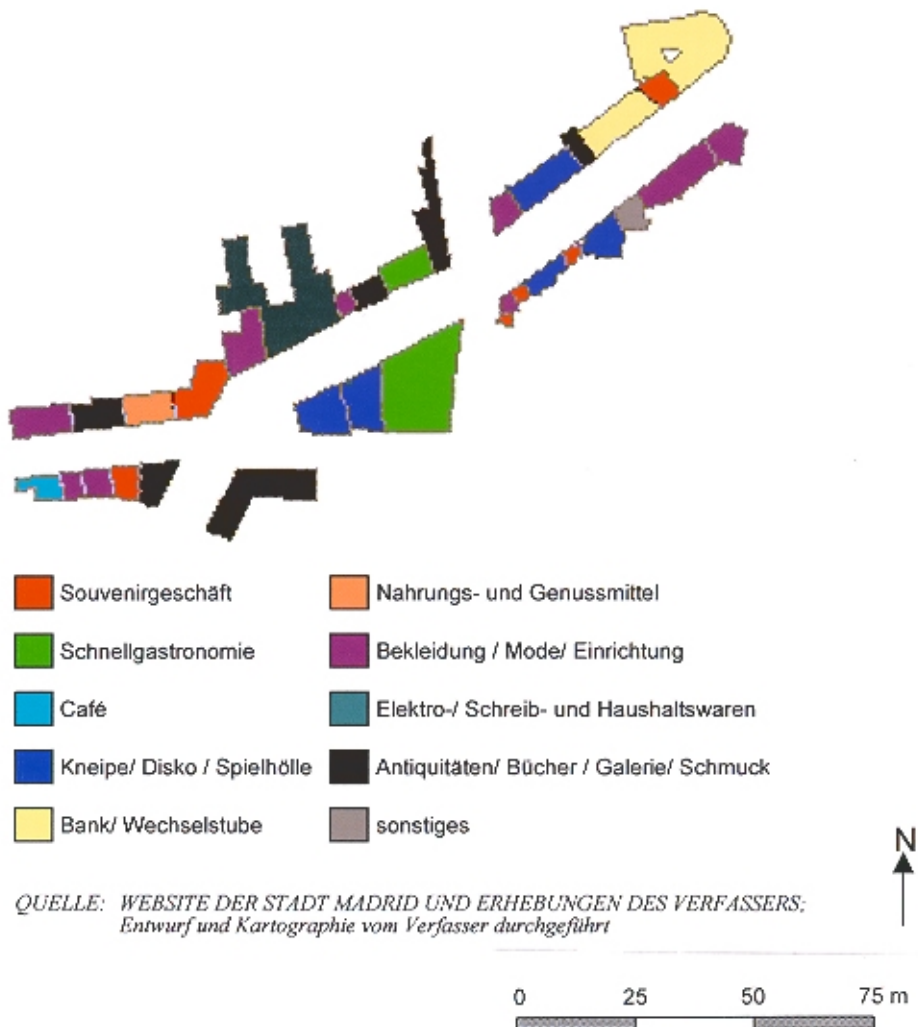 Souvenirgeschäft
Nahrungs- und Genussmittel
Schnellgastronomie
Bekleidung / Mode/ Einrichtung
Café
Elektro-/ Schreib- und Haushaltswaren
Kneipe/ Disko / Spielhölle
Antiquitäten/ Bücher / Galerie/ Schmuck
Bank/ Wechselstube
sonstiges
N
QUELLE: WEBSITE DER STADT MADRID UND ERHEBUNGEN DES VERFASSERS;
Entwurf und Kartographie vom Verfasser durchgeführt
0 25 50 75 m